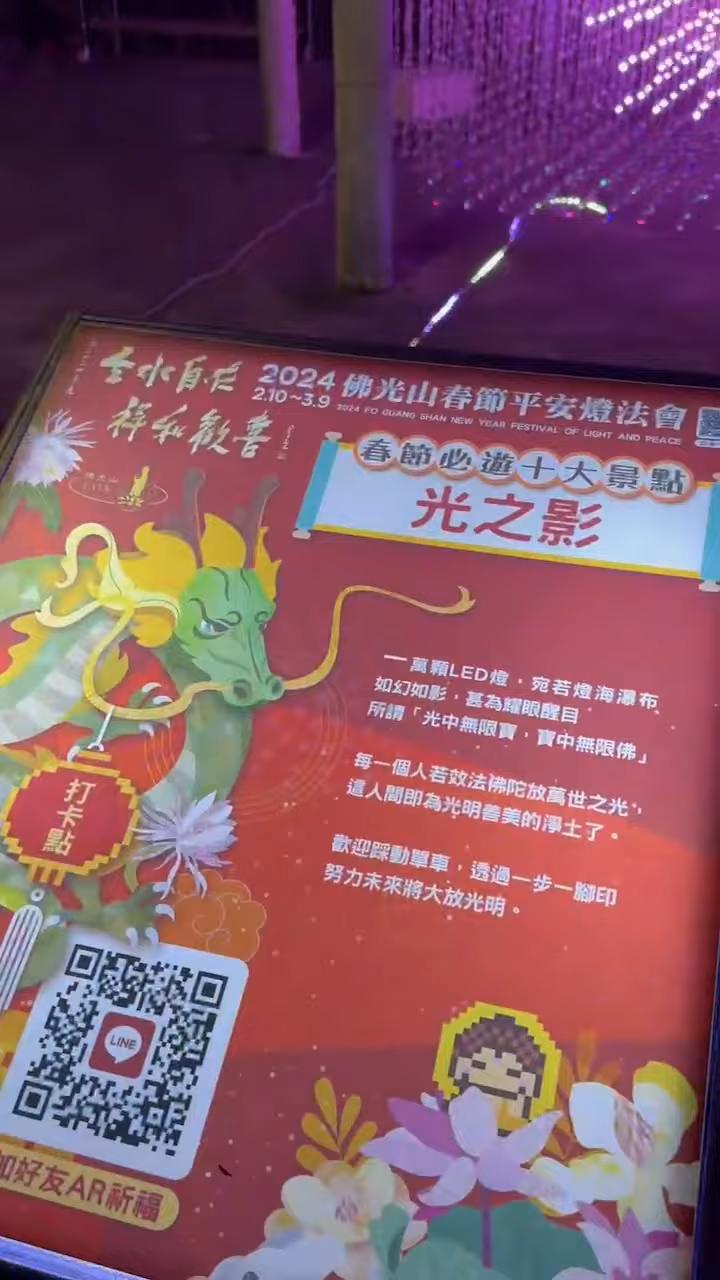 雲水自在
祥和歡喜
2024
2.10~3.9
佛光山春節平安燈法會
2024 FO GUANG SHAN NEW YEAR FESTIVAL OF LIGHT AND PEACE
春節必遊十大景點
光之影
一萬顆LED燈，宛若燈海瀑布
如幻如影，甚為耀眼醒目
所謂「光中無限寶，寶中無限佛」
每一個人若效法佛陀放萬世之光，
這人間即為光明善美的淨土了。
歡迎踩動單車，透過一步一腳印
努力未來將大放光明。
打卡點
LINE
加好友AR祈福